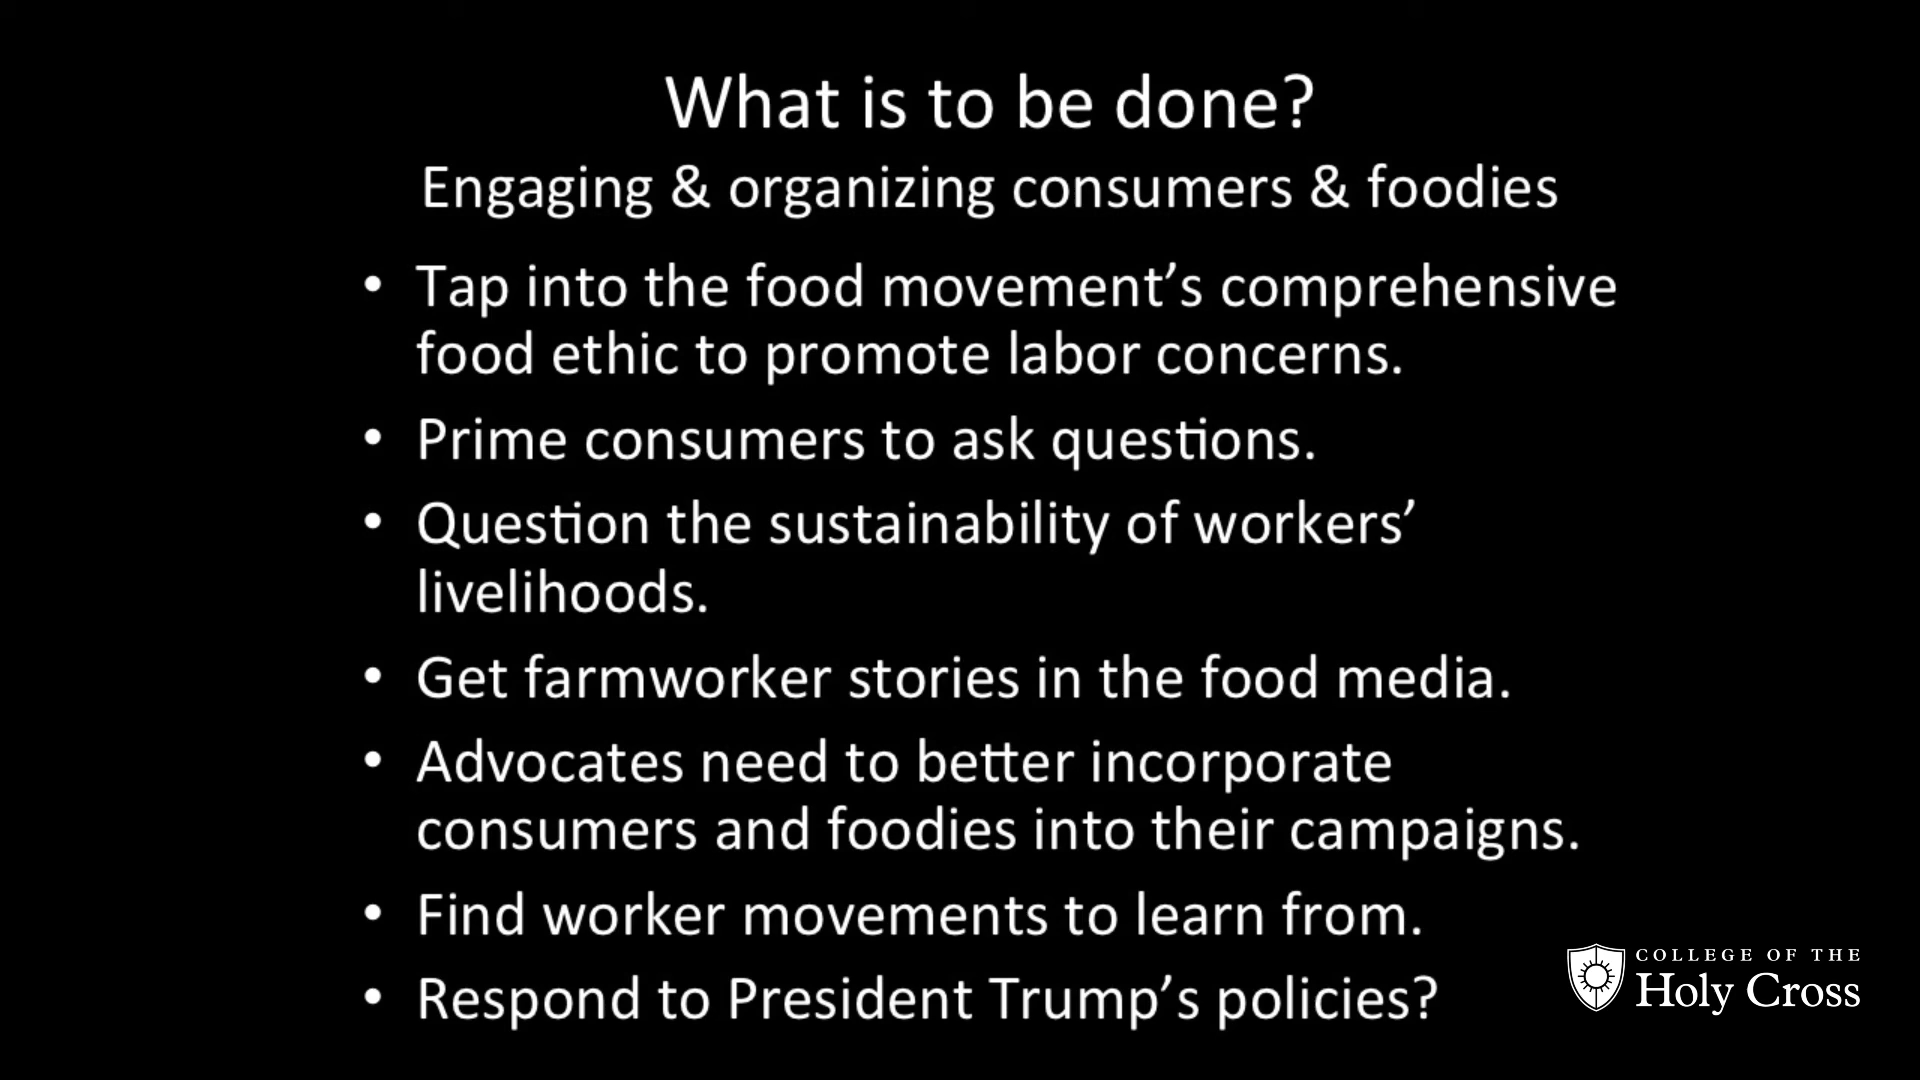 What is to be done?
Engaging & organizing consumers & foodies
• Tap into the food movement’s comprehensive
food ethic to promote labor concerns.
• Prime consumers to ask questions.
• Question the sustainability of workers’
livelihoods.
• Get farmworker stories in the food media.
• Advocates need to better incorporate
consumers and foodies into their campaigns.
• Find worker movements to learn from.
• Respond to President Trump’s policies?
COLLEGE OF THE
Holy Cross